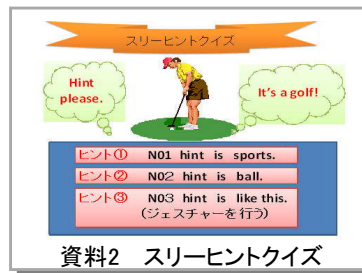 スリーヒントクイズ
Hint
please.
It's a golf!
ヒント① N01 hint is sports.
ヒント② N02 hint is ball.
ヒント③ N03 hint is like this.
(ジェスチャーを行う)
資料2 スリーヒントクイズ